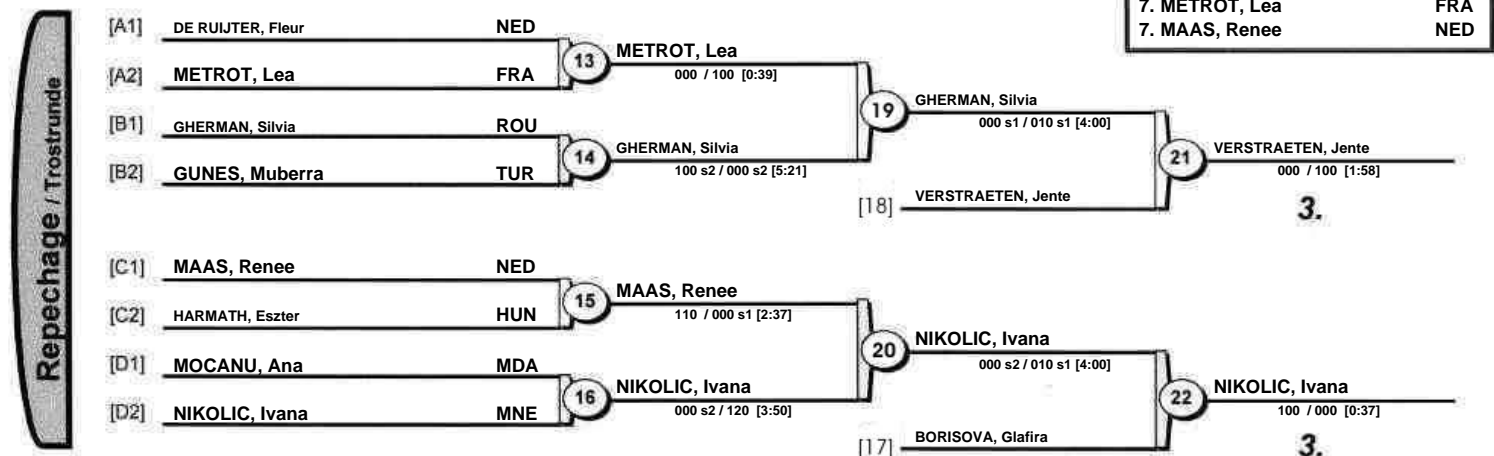 7. METROT, Lea FRA
7. MAAS, Renee NED
Repechage / Trostrunde
[A1] DE RUIJTER, Fleur NED
[A2] METROT, Lea FRA
13
METROT, Lea
000 / 100 [0:39]
[B1] GHERMAN, Silvia ROU
[B2] GUNES, Muberra TUR
14
GHERMAN, Silvia
100 s2 / 000 s2 [5:21]
19
GHERMAN, Silvia
000 s1 / 010 s1 [4:00]
[18] VERSTRAETEN, Jente
21
VERSTRAETEN, Jente
000 / 100 [1:58]
3.
[C1] MAAS, Renee NED
[C2] HARMATH, Eszter HUN
15
MAAS, Renee
110 / 000 s1 [2:37]
[D1] MOCANU, Ana MDA
[D2] NIKOLIC, Ivana MNE
16
NIKOLIC, Ivana
000 s2 / 120 [3:50]
20
NIKOLIC, Ivana
000 s2 / 010 s1 [4:00]
[17] BORISOVA, Glafira
22
NIKOLIC, Ivana
100 / 000 [0:37]
3.